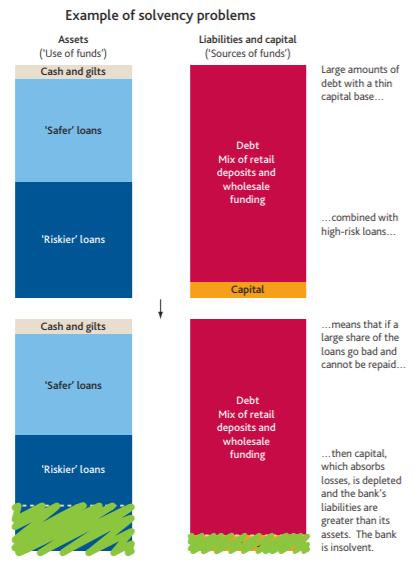 Example of solvency problems
Assets
('Use of funds')
Liabilities and capital
('Sources of funds')
Cash and gilts
'Safer' loans
'Riskier' loans
Debt
Mix of retail
deposits and
wholesale
funding
Capital
Large amounts of
debt with a thin
capital base…
…combined with
high-risk loans…
Cash and gilts
'Safer' loans
'Riskier' loans
Debt
Mix of retail
deposits and
wholesale
funding
…means that if a
large share of the
loans go bad and
cannot be repaid…
…then capital,
which absorbs
losses, is depleted
and the bank's
liabilities are
greater than its
assets. The bank
is insolvent.